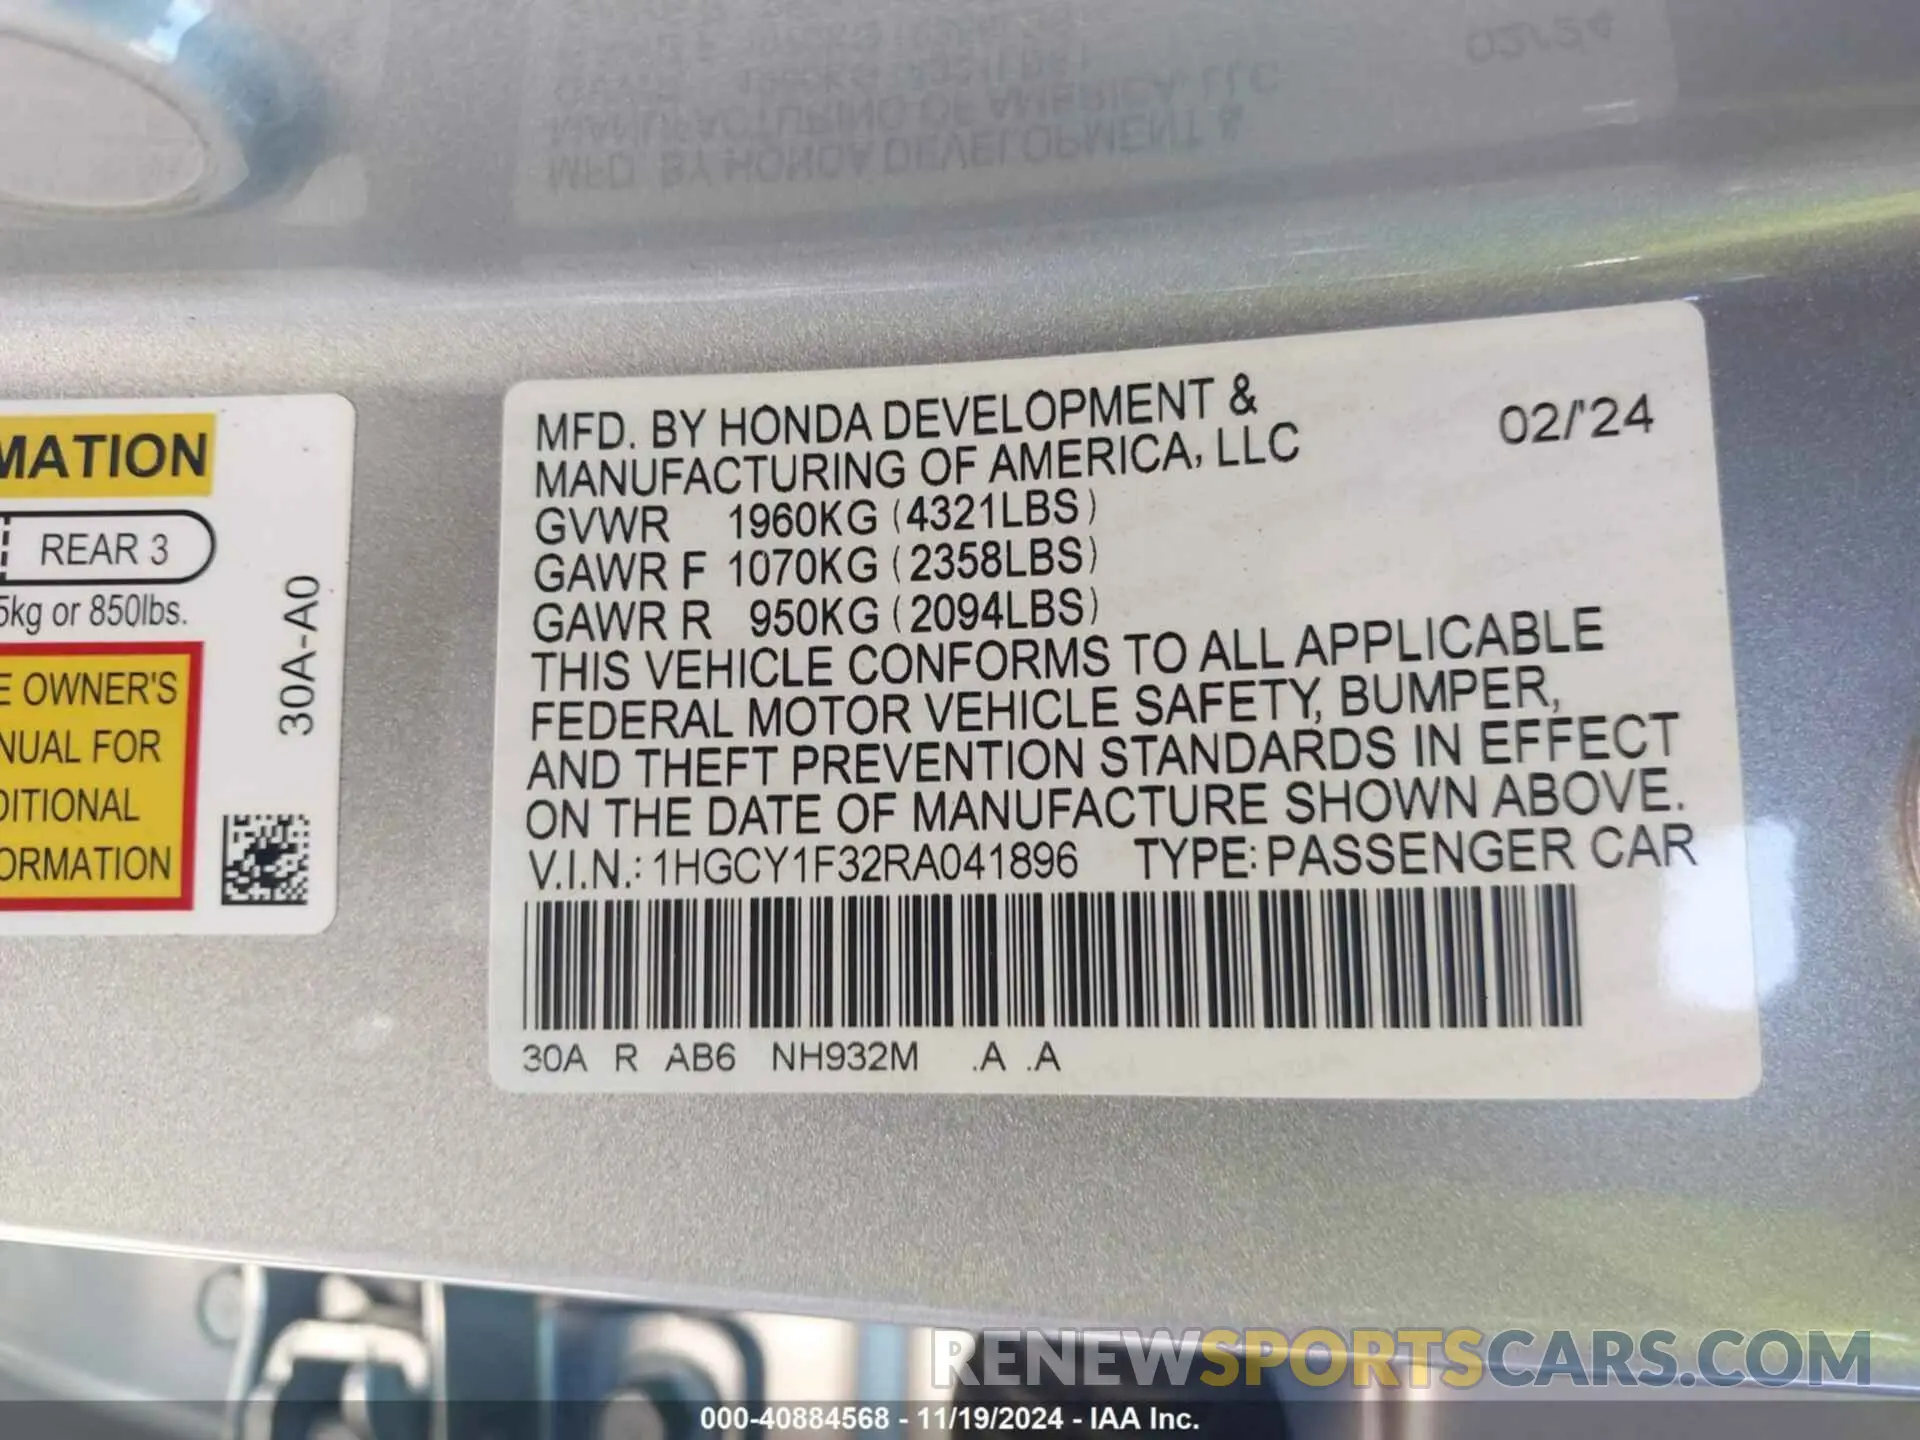 MATION
REAR 3
5kg or 850lbs.
E OWNER'S
NUAL FOR
DITIONAL
ORMATION
30A-A0
MFD. BY HONDA DEVELOPMENT &
MANUFACTURING OF AMERICA, LLC
02/'24
GVWR 1960KG (4321LBS)
GAWR F 1070KG (2358LBS)
GAWR R 950KG (2094LBS)
THIS VEHICLE CONFORMS TO ALL APPLICABLE
FEDERAL MOTOR VEHICLE SAFETY, BUMPER,
AND THEFT PREVENTION STANDARDS IN EFFECT
ON THE DATE OF MANUFACTURE SHOWN ABOVE.
V.I.N.: 1HGCY1F32RA041896 TYPE: PASSENGER CAR
30A R AB6 NH932M .A .A
RENEWSPORTSCARS.COM
000-40884568 - 11/19/2024 - IAA Inc.